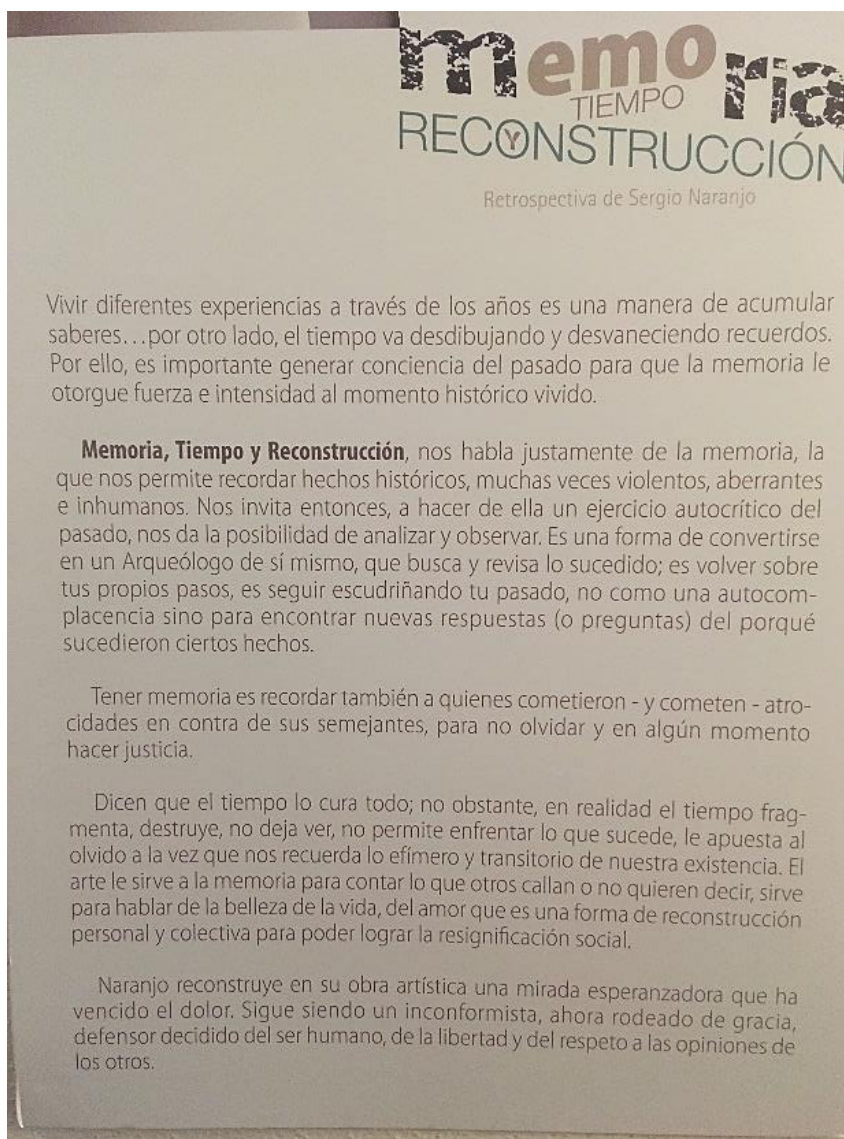 memoria
TIEMPO
Y
RECONSTRUCCIÓN
Retrospectiva de Sergio Naranjo
Vivir diferentes experiencias a través de los años es una manera de acumular
saberes...por otro lado, el tiempo va desdibujando y desvaneciendo recuerdos.
Por ello, es importante generar conciencia del pasado para que la memoria le
otorgue fuerza e intensidad al momento histórico vivido.
Memoria, Tiempo y Reconstrucción, nos habla justamente de la memoria, la
que nos permite recordar hechos históricos, muchas veces violentos, aberrantes
e inhumanos. Nos invita entonces, a hacer de ella un ejercicio autocrítico del
pasado, nos da la posibilidad de analizar y observar. Es una forma de convertirse
en un Arqueólogo de sí mismo, que busca y revisa lo sucedido; es volver sobre
tus propios pasos, es seguir escudriñando tu pasado, no como una autocom-
placencia sino para encontrar nuevas respuestas (o preguntas) del porqué
sucedieron ciertos hechos.
Tener memoria es recordar también a quienes cometieron - y cometen - atro-
cidades en contra de sus semejantes, para no olvidar y en algún momento
hacer justicia.
Dicen que el tiempo lo cura todo; no obstante, en realidad el tiempo frag-
menta, destruye, no deja ver, no permite enfrentar lo que sucede, le apuesta al
olvido a la vez que nos recuerda lo efímero y transitorio de nuestra existencia. El
arte le sirve a la memoria para contar lo que otros callan o no quieren decir, sirve
para hablar de la belleza de la vida, del amor que es una forma de reconstrucción
personal y colectiva para poder lograr la resignificación social.
Naranjo reconstruye en su obra artística una mirada esperanzadora que ha
vencido el dolor. Sigue siendo un inconformista, ahora rodeado de gracia,
defensor decidido del ser humano, de la libertad y del respeto a las opiniones de
los otros.